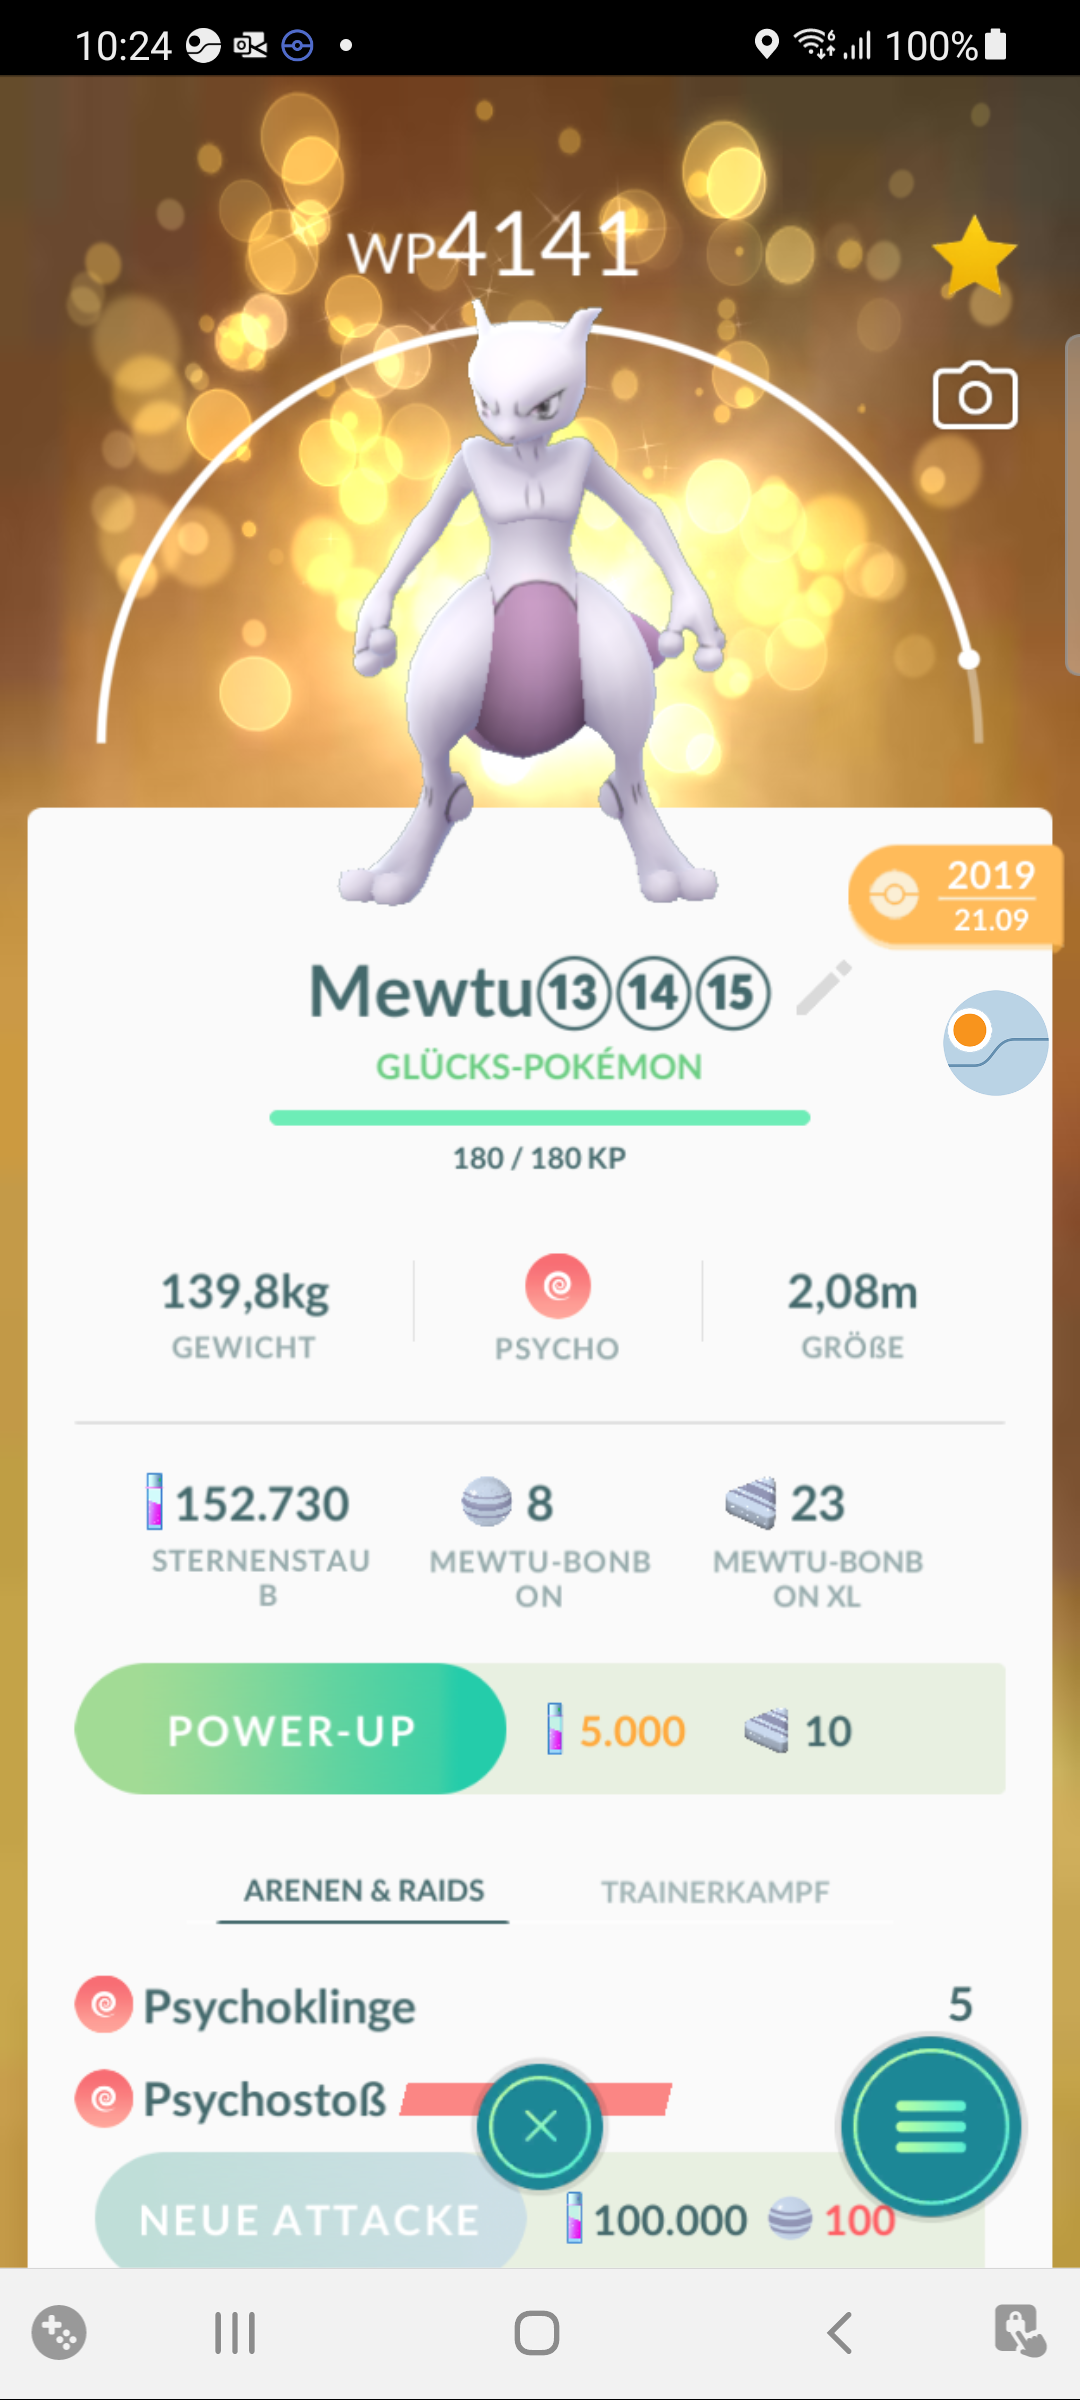 10:24
100%
WP4141
2019
21.09
Mewtu⑬⑭⑮
GLÜCKS-POKÉMON
180 / 180 KP
139,8kg
GEWICHT
PSYCHO
2,08m
GRÖßE
152.730
STERNENSTAU
B
8
MEWTU-BONB
ON
23
MEWTU-BONB
ON XL
POWER-UP
5.000
10
ARENEN & RAIDS
TRAINERKAMPF
Psychoklinge
5
Psychostoß
NEUE ATTACKE
100.000
100